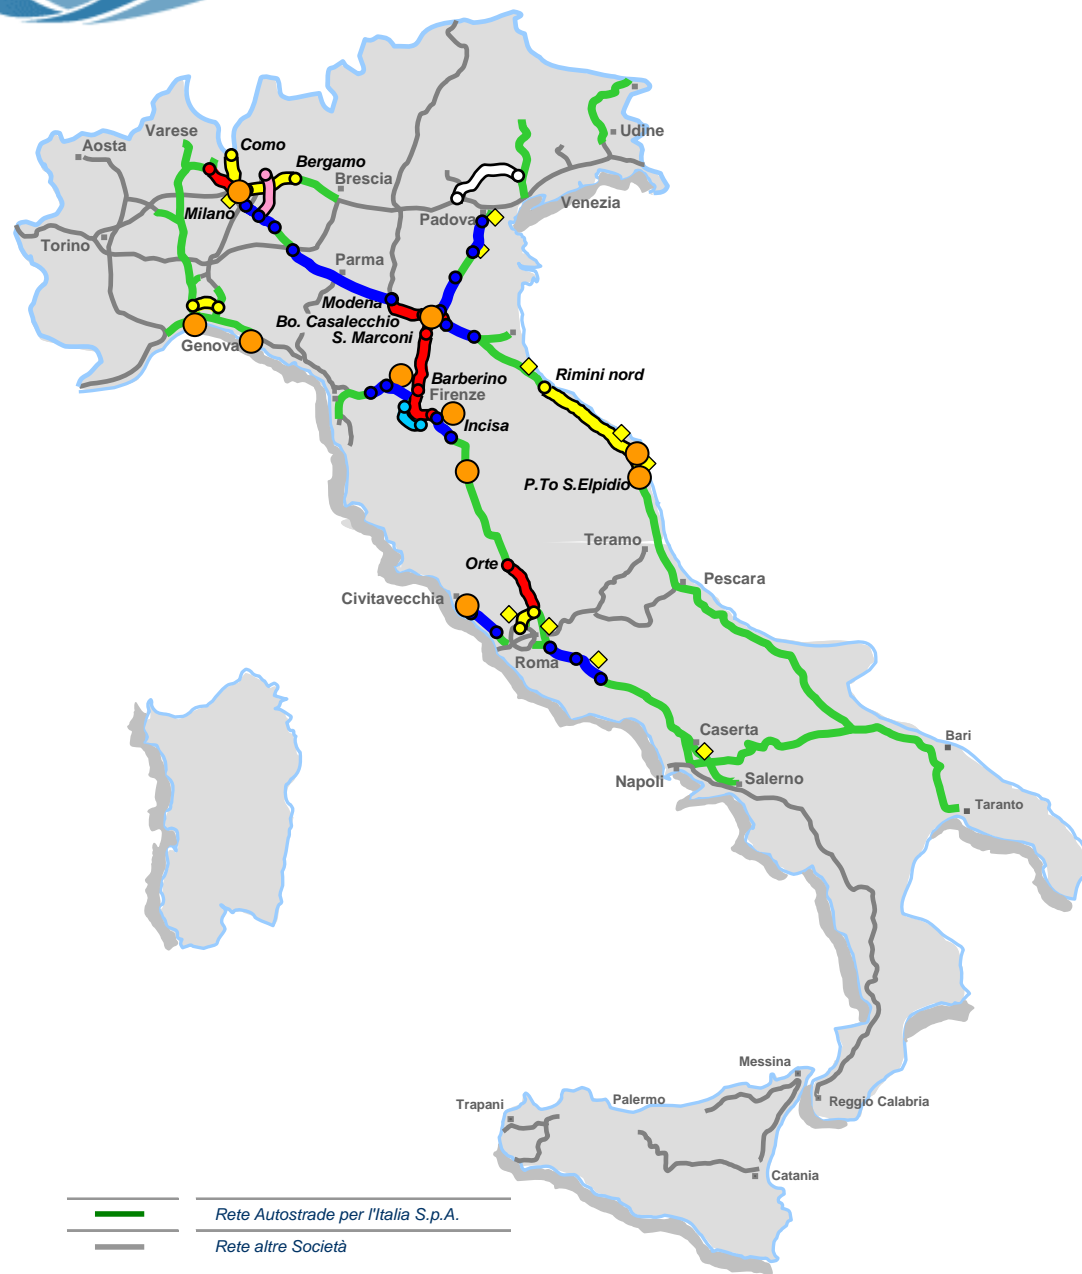 Udine
Varese
Como
Aosta
Bergamo
Brescia
Venezia
Milano
Padova
Torino
Parma
Modena
Bo. Casalecchio
S. Marconi
Genova
Rimini nord
Barberino
Firenze
Incisa
P.To S.Elpidio
Teramo
Orte
Pescara
Civitavecchia
Roma
Caserta
Bari
Napoli
Salerno
Taranto
Messina
Palermo
Reggio Calabria
Trapani
Catania
Rete Autostrade per l'Italia S.p.A.
Rete altre Società